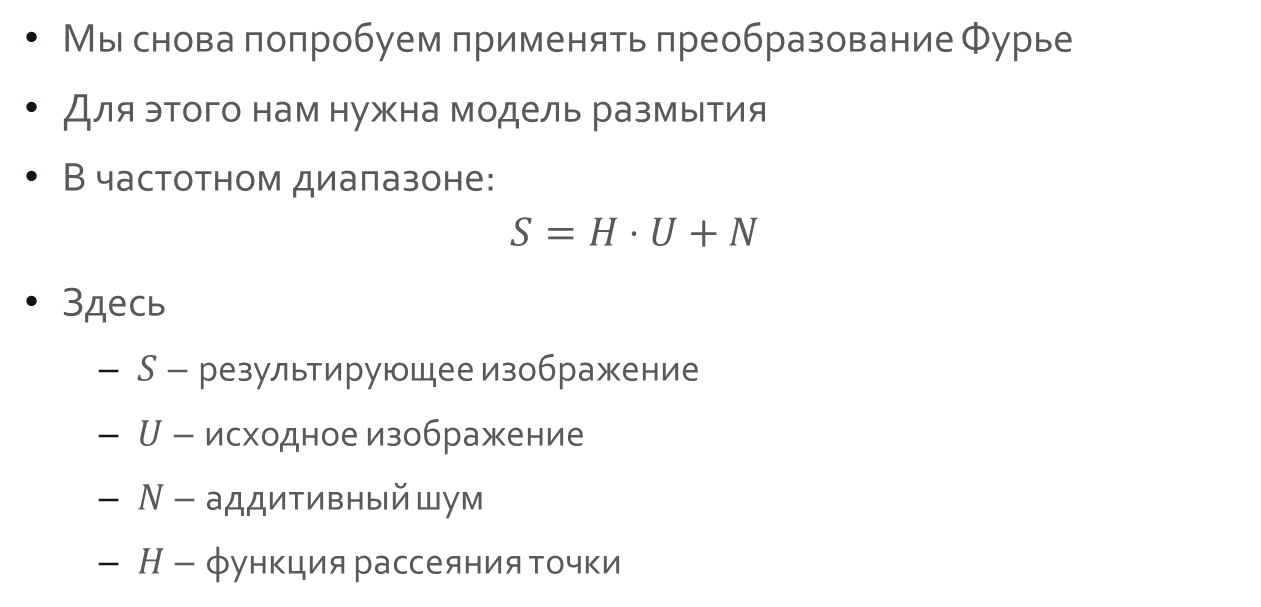 • Мы снова попробуем применять преобразование Фурье
• Для этого нам нужна модель размытия
• В частотном диапазоне:
S = H · U + N
• Здесь
– S – результирующее изображение
– U – исходное изображение
– N – аддитивный шум
– H – функция рассеяния точки